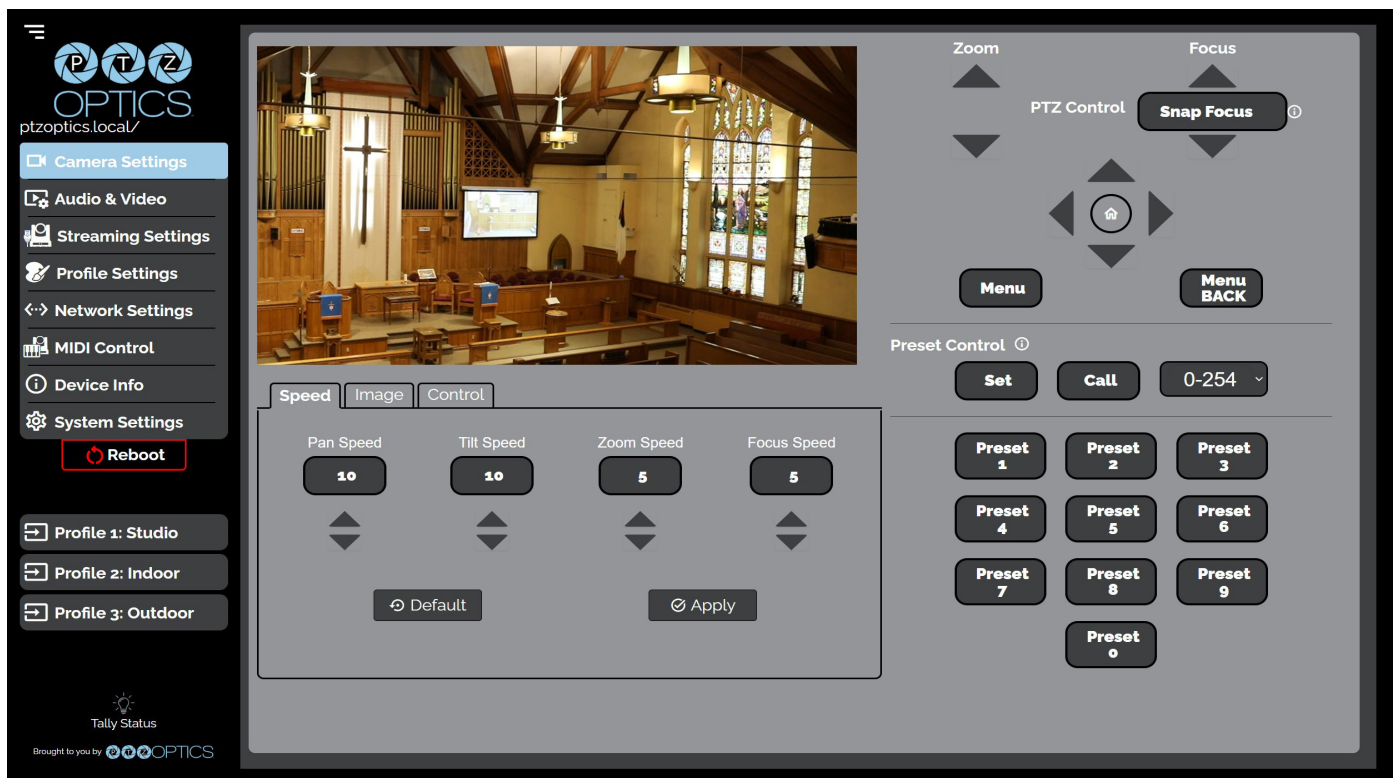 P T Z
OPTICS
ptzoptics.local/
Camera Settings
Audio & Video
Streaming Settings
Profile Settings
Network Settings
MIDI Control
Device Info
System Settings
Reboot
Profile 1: Studio
Profile 2: Indoor
Profile 3: Outdoor
Tally Status
Brought to you by PTZOPTICS
Speed Image Control
Pan Speed Tilt Speed Zoom Speed Focus Speed
10 10 5 5
Default Apply
Zoom Focus
PTZ Control Snap Focus
Menu Menu
BACK
Preset Control
Set Call 0-254
Preset Preset Preset
1 2 3
Preset Preset Preset
4 5 6
Preset Preset Preset
7 8 9
Preset
0